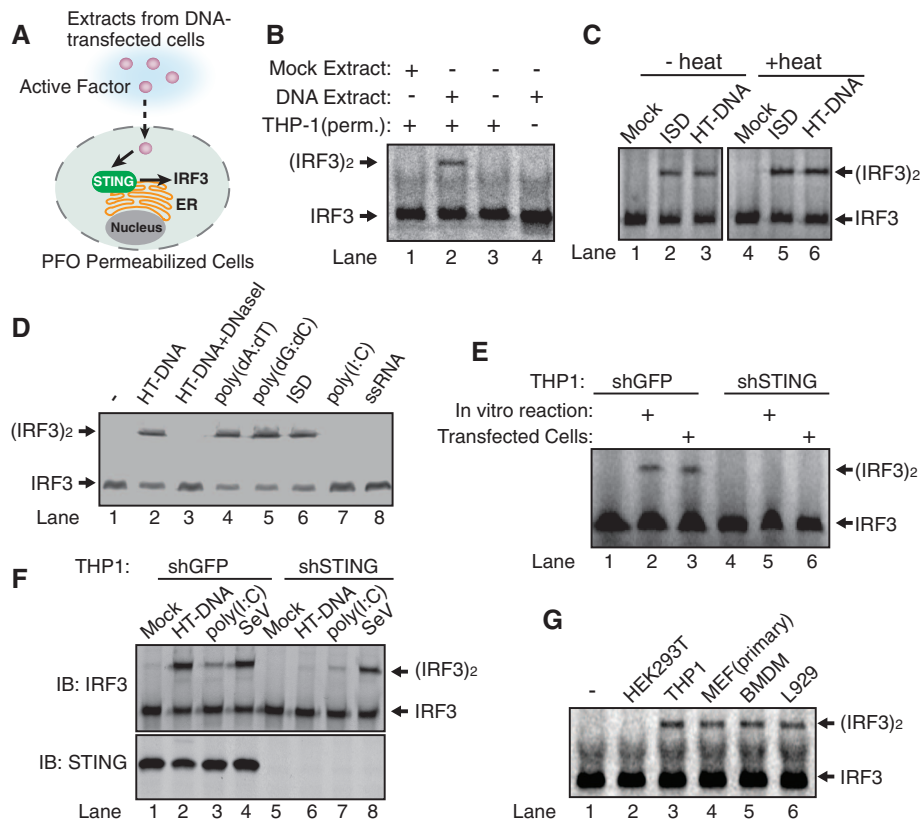 A
Extracts from DNA-
transfected cells
Active Factor
STING
IRF3
ER
Nucleus
PFO Permeabilized Cells
B
Mock Extract: + - - -
DNA Extract: - + - +
THP-1(perm.) + + + -
(IRF3)2
IRF3
Lane 1 2 3 4
C
- heat +heat
Mock ISD HT-DNA Mock ISD HT-DNA
(IRF3)2
IRF3
1 2 3 4 5 6
D
- HT-DNA HT-DNA+DNaseI poly(dA:dT) poly(dG:dC) ISD poly(I:C) ssRNA
(IRF3)2
IRF3
Lane 1 2 3 4 5 6 7 8
E
THP1: shGFP shSTING
In vitro reaction: + +
Transfected Cells: + +
(IRF3)2
IRF3
Lane 1 2 3 4 5 6
F
THP1: shGFP shSTING
Mock HT-DNA poly(I:C) SeV Mock HT-DNA poly(I:C) SeV
IB: IRF3
(IRF3)2
IRF3
IB: STING
Lane 1 2 3 4 5 6 7 8
G
- HEK293T THP1 MEF(primary) BMDM L929
(IRF3)2
IRF3
Lane 1 2 3 4 5 6